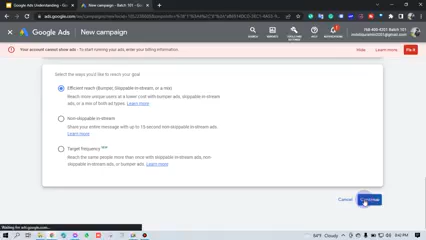 Google Ads Understanding - Goo
New campaign
ads.google.com
Google Ads
New campaign
SEARCH
REPORTS
TOOLS AND SETTINGS
HELP
NOTIFICATIONS
Your account cannot show ads - To start running your ads, enter your billing information.
Hide
Learn more
Fix it
Select the ways you'd like to reach your goal
Efficient reach (Bumper, Skippable in-stream, or a mix)
Reach more unique users at a lower cost with bumper ads, skippable in-stream
ads, or a mix of both ad types. Learn more
Non-skippable in-stream
Share your entire message with up to 15 second non-skippable in-stream ads.
Learn more
Target frequency
Reach the same people more than once with skippable in-stream ads, non-
skippable in-stream ads, or bumper ads. Learn more
Cancel
Continue
Waiting for ads.google.com...
Cloudy
9:42 PM